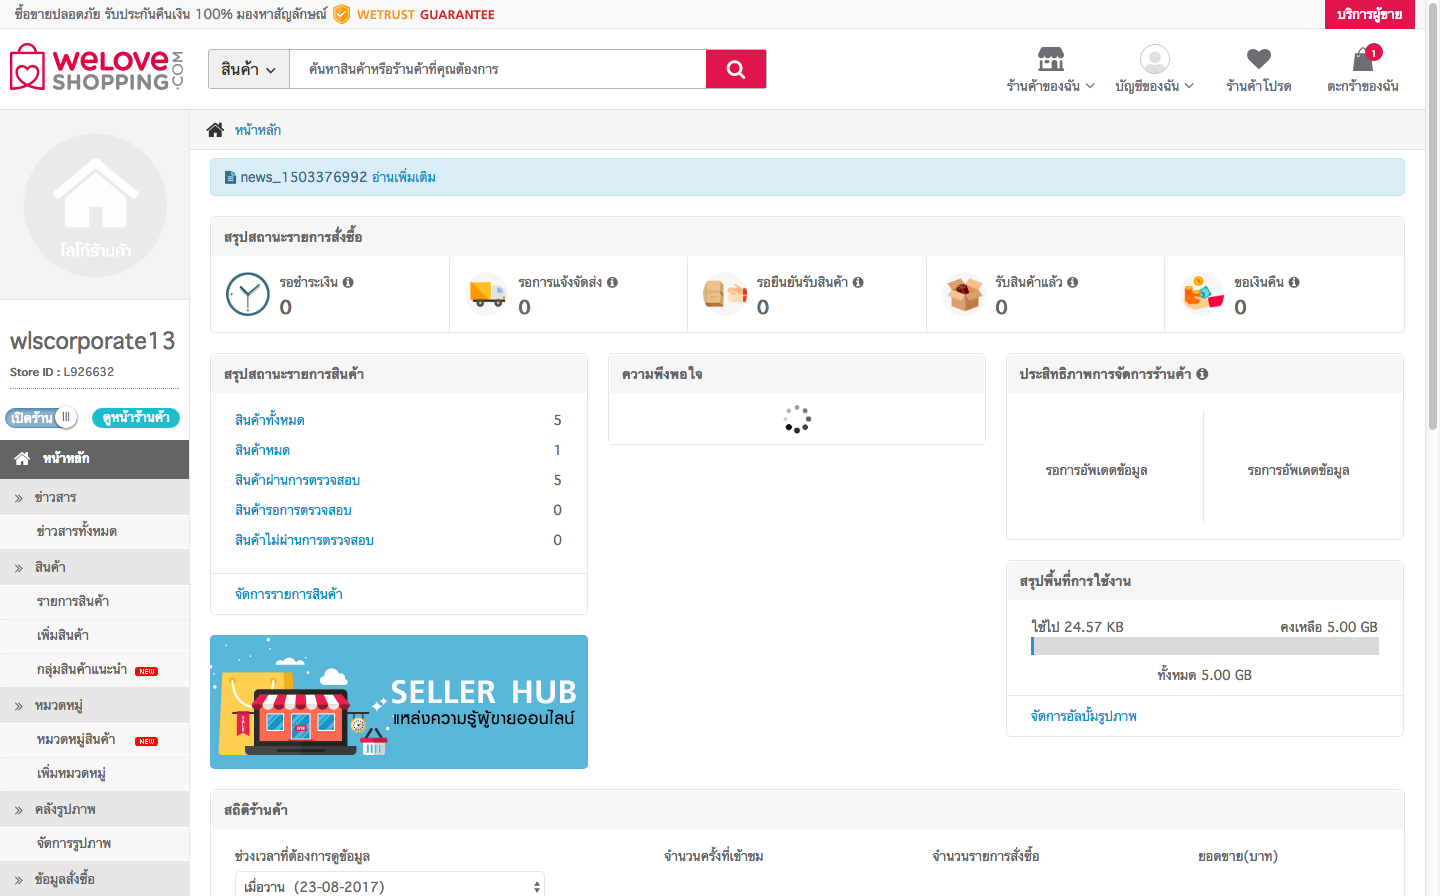 ซื้อขายปลอดภัย รับประกันคืนเงิน 100% มองหาสัญลักษณ์ WETRUST GUARANTEE
บริการผู้ขาย
WELOVE SHOPPING.COM
สินค้า
ค้นหาสินค้าหรือร้านค้าที่คุณต้องการ
ร้านค้าของฉัน
บัญชีของฉัน
ร้านค้าโปรด
1
ตะกร้าของฉัน
โลโก้ร้านค้า
wlscorporate13
Store ID : L926632
เปิดร้าน
ดูหน้าร้านค้า
หน้าหลัก
ข่าวสาร
ข่าวสารทั้งหมด
สินค้า
รายการสินค้า
เพิ่มสินค้า
กลุ่มสินค้าแนะนำ NEW
หมวดหมู่
หมวดหมู่สินค้า NEW
เพิ่มหมวดหมู่
คลังรูปภาพ
จัดการรูปภาพ
ข้อมูลสั่งซื้อ
หน้าหลัก
news_1503376992 อ่านเพิ่มเติม
สรุปสถานะรายการสั่งซื้อ
รอชำระเงิน
0
รอการแจ้งจัดส่ง
0
รอยืนยันรับสินค้า
0
รับสินค้าแล้ว
0
ขอเงินคืน
0
สรุปสถานะรายการสินค้า
สินค้าทั้งหมด 5
สินค้าหมด 1
สินค้าผ่านการตรวจสอบ 5
สินค้ารอการตรวจสอบ 0
สินค้าไม่ผ่านการตรวจสอบ 0
จัดการรายการสินค้า
ความพึงพอใจ
ประสิทธิภาพการจัดการร้านค้า
รอการอัพเดตข้อมูล
รอการอัพเดตข้อมูล
สรุปพื้นที่การใช้งาน
ใช้ไป 24.57 KB
คงเหลือ 5.00 GB
ทั้งหมด 5.00 GB
จัดการอัลบั้มรูปภาพ
SELLER HUB
แหล่งความรู้ผู้ขายออนไลน์
สถิติร้านค้า
ช่วงเวลาที่ต้องการดูข้อมูล
จำนวนครั้งที่เข้าชม
จำนวนรายการสั่งซื้อ
ยอดขาย(บาท)
เมื่อวาน (23-08-2017)